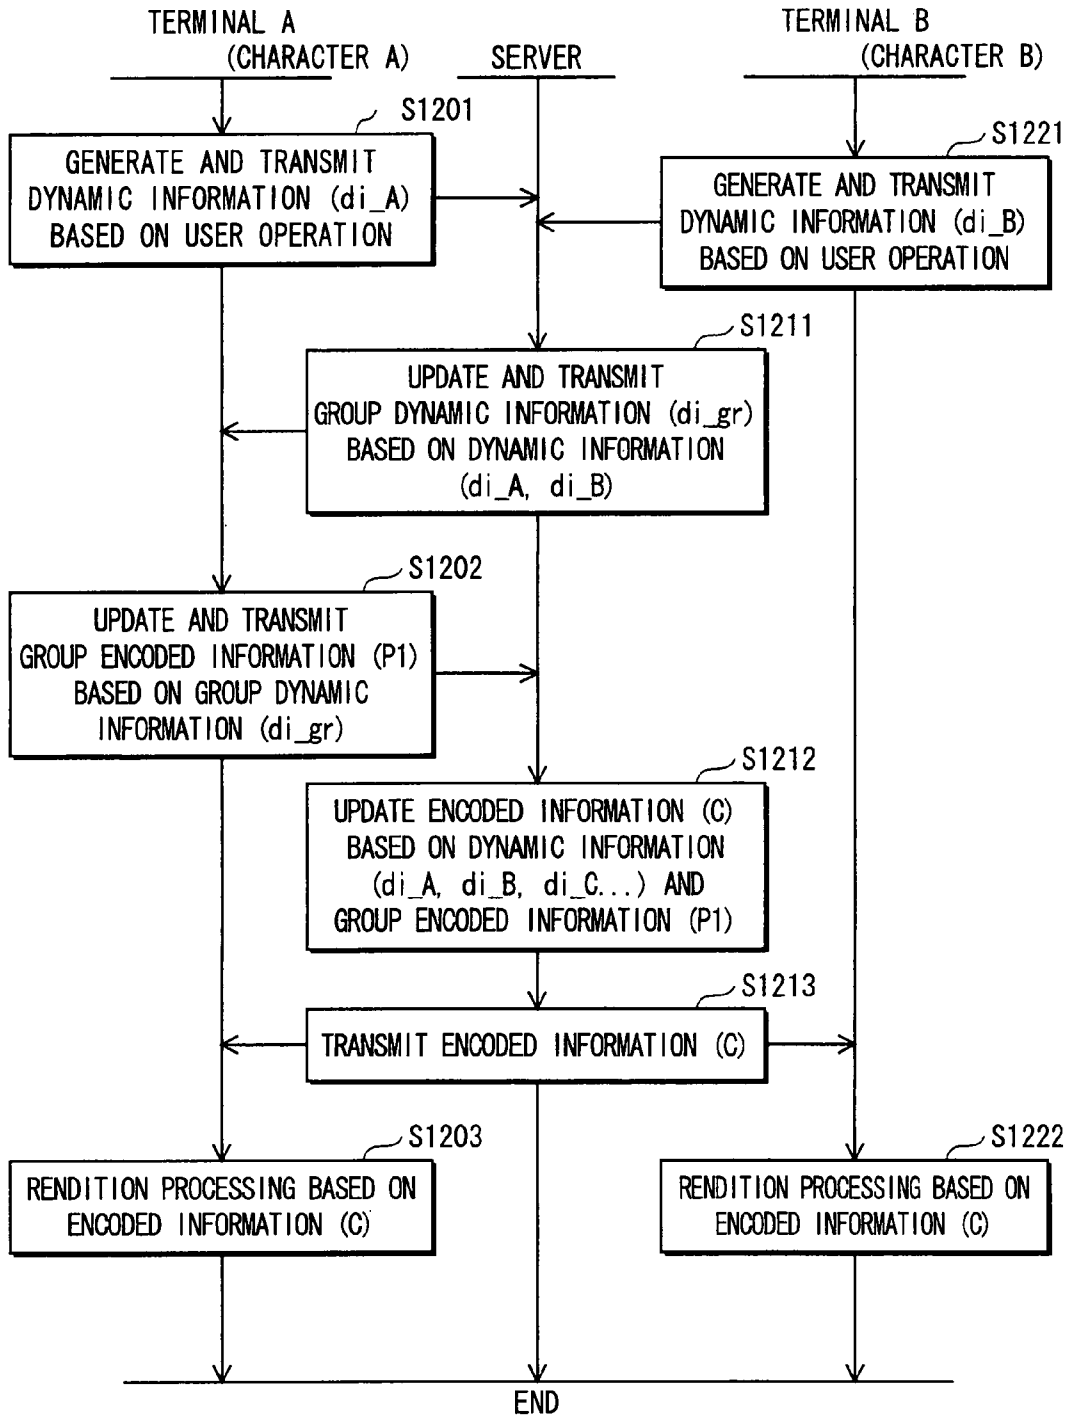 TERMINAL A
(CHARACTER A)
SERVER
TERMINAL B
(CHARACTER B)
S1201
GENERATE AND TRANSMIT
DYNAMIC INFORMATION (di_A)
BASED ON USER OPERATION
S1221
GENERATE AND TRANSMIT
DYNAMIC INFORMATION (di_B)
BASED ON USER OPERATION
S1211
UPDATE AND TRANSMIT
GROUP DYNAMIC INFORMATION (di_gr)
BASED ON DYNAMIC INFORMATION
(di_A, di_B)
S1202
UPDATE AND TRANSMIT
GROUP ENCODED INFORMATION (P1)
BASED ON GROUP DYNAMIC
INFORMATION (di_gr)
S1212
UPDATE ENCODED INFORMATION (C)
BASED ON DYNAMIC INFORMATION
(di_A, di_B, di_C...) AND
GROUP ENCODED INFORMATION (P1)
S1213
TRANSMIT ENCODED INFORMATION (C)
S1203
RENDITION PROCESSING BASED ON
ENCODED INFORMATION (C)
S1222
RENDITION PROCESSING BASED ON
ENCODED INFORMATION (C)
END